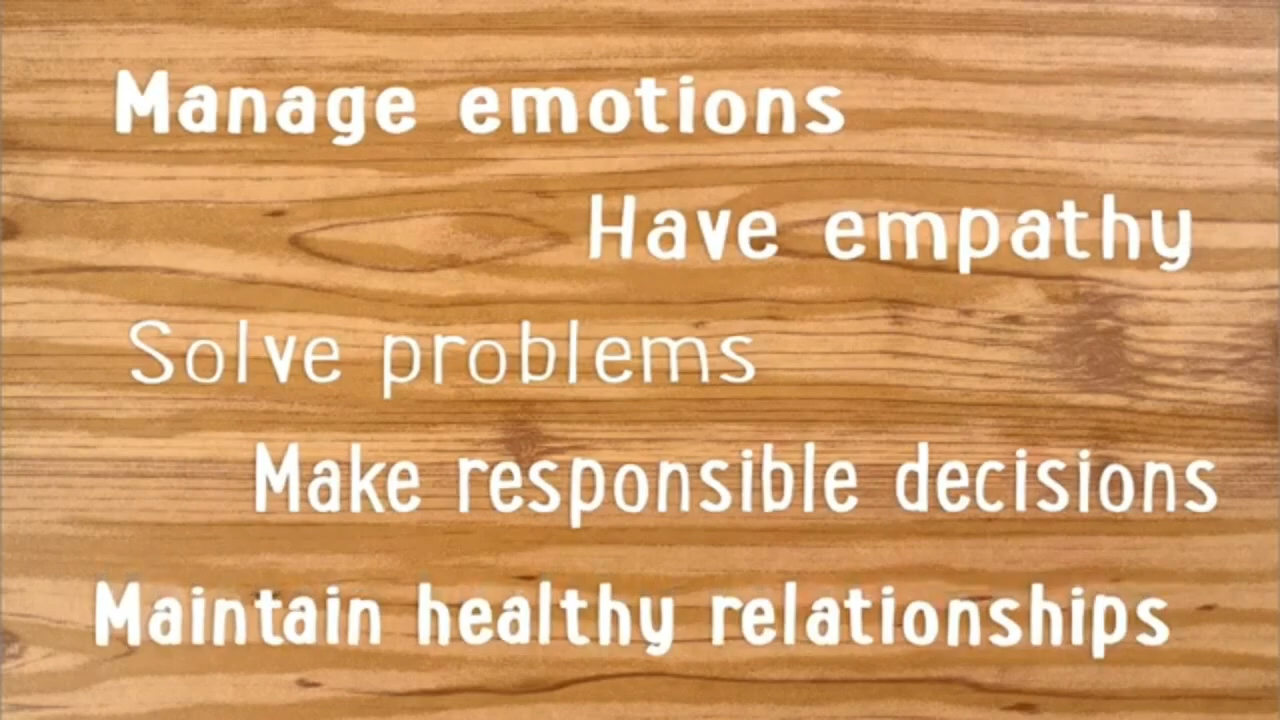 Manage emotions
Have empathy
Solve problems
Make responsible decisions
Maintain healthy relationships